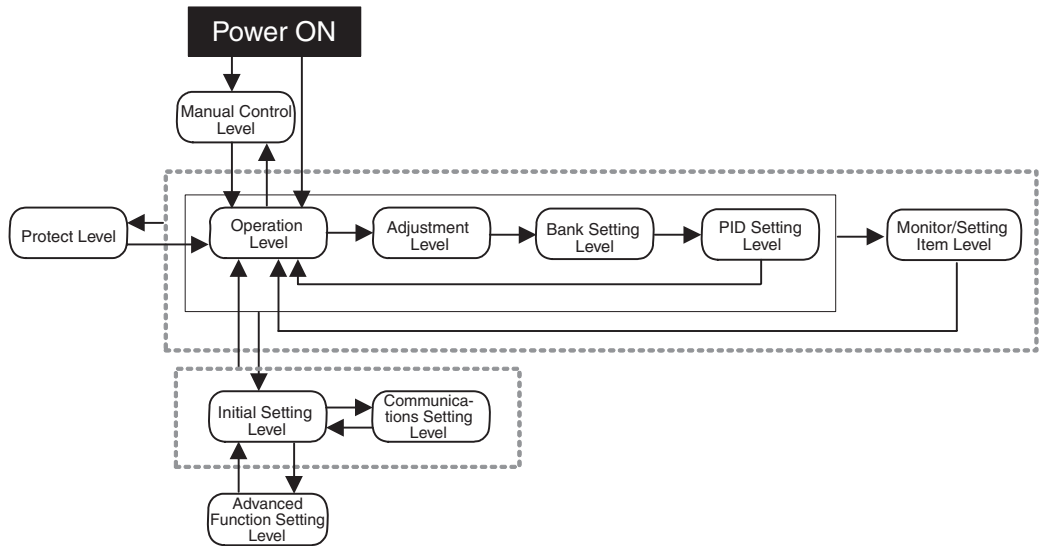 Power ON
Manual Control
Level
Protect Level
Operation
Level
Adjustment
Level
Bank Setting
Level
PID Setting
Level
Monitor/Setting
Item Level
Initial Setting
Level
Communica-
tions Setting
Level
Advanced
Function Setting
Level